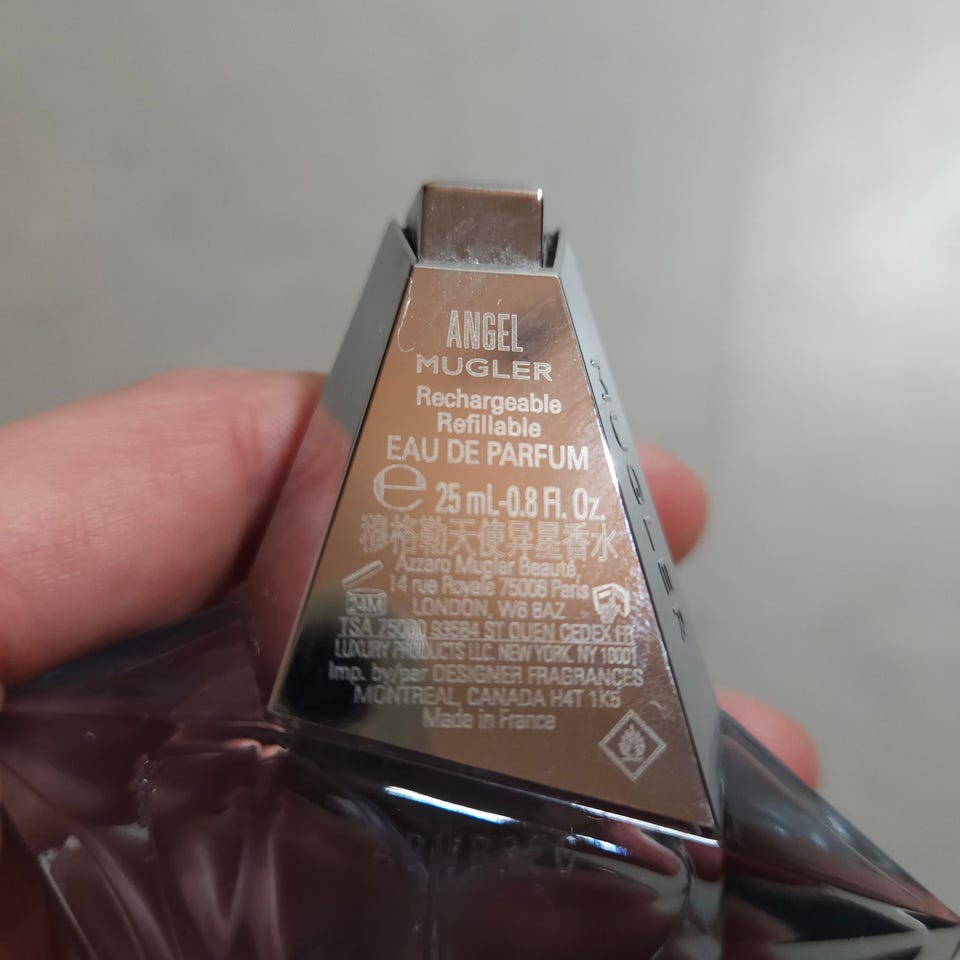 ANGEL
MUGLER
Rechargeable
Refillable
EAU DE PARFUM
e 25 mL-0.8 Fl. Oz.
穆格勒天使异星香水
Azzaro Mugler Beauté,
14 rue Royale 75008 Paris
24M LONDON, W6 8AZ
TSA 75000 93584 ST OUEN CEDEX FR
LUXURY PRODUCTS LLC. NEW YORK. NY 10001
Imp. by/par DESIGNER FRAGRANCES
MONTREAL, CANADA H4T 1K5
Made in France
MUGLER